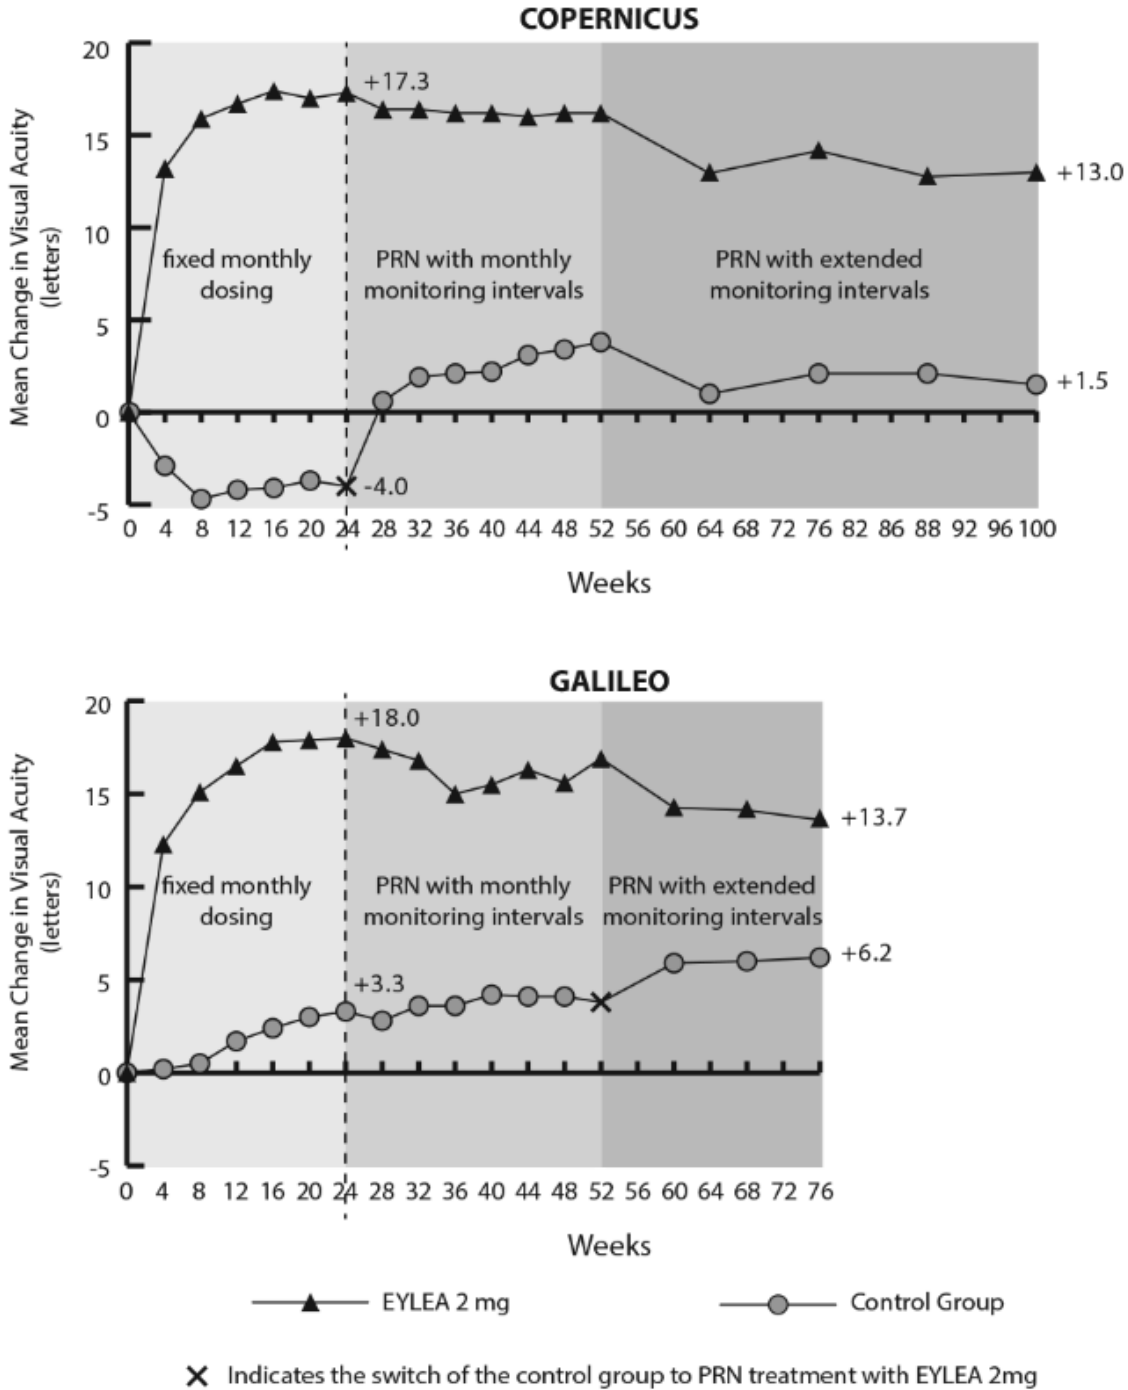 COPERNICUS
Mean Change in Visual Acuity
(letters)
20
15
10
5
0
-5
+17.3
+13.0
fixed monthly
dosing
PRN with monthly
monitoring intervals
PRN with extended
monitoring intervals
+1.5
-4.0
0 4 8 12 16 20 24 28 32 36 40 44 48 52 56 60 64 68 72 76 82 86 88 92 96 100
Weeks
GALILEO
Mean Change in Visual Acuity
(letters)
20
15
10
5
0
-5
+18.0
+13.7
fixed monthly
dosing
PRN with monthly
monitoring intervals
PRN with extended
monitoring intervals
+3.3
+6.2
0 4 8 12 16 20 24 28 32 36 40 44 48 52 56 60 64 68 72 76
Weeks
EYLEA 2 mg
Control Group
Indicates the switch of the control group to PRN treatment with EYLEA 2mg